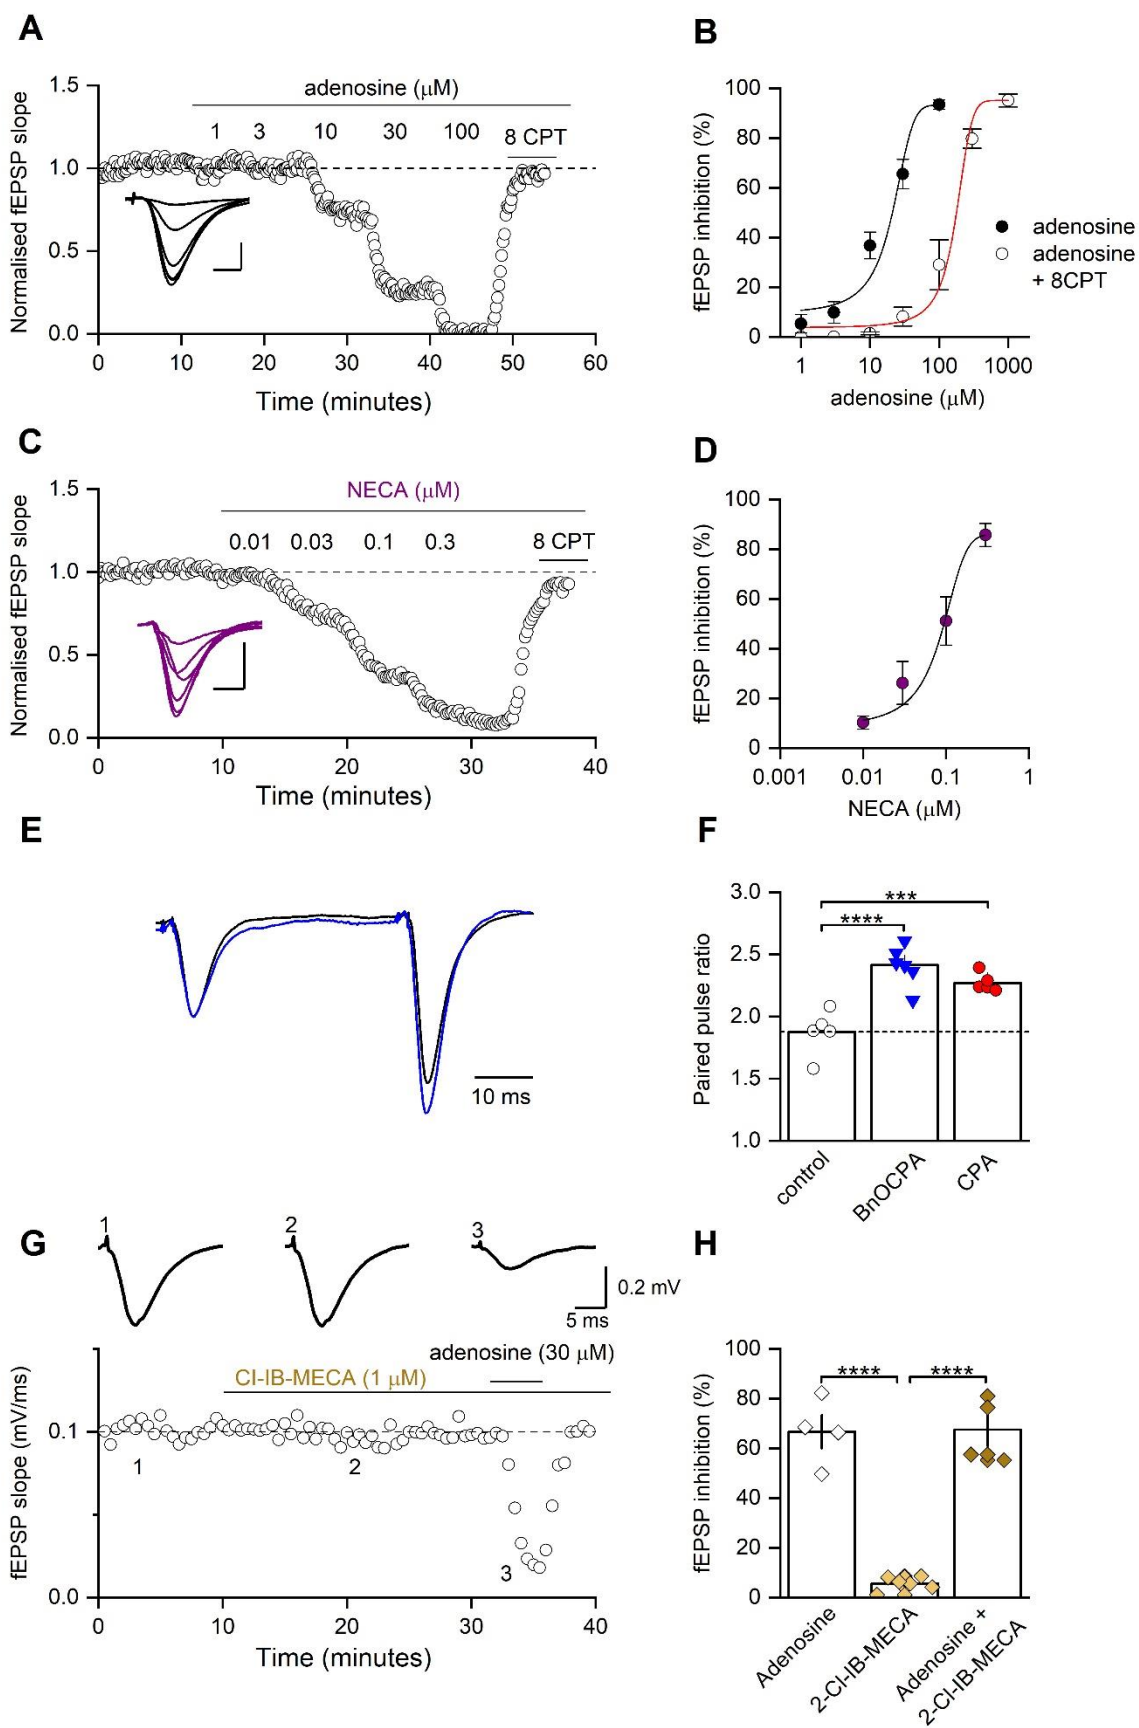 A
adenosine (μM)
1 3 10 30 100 8 CPT
Normalised fEPSP slope
1.5
1.0
0.5
0.0
0 10 20 30 40 50 60
Time (minutes)
B
fEPSP inhibition (%)
100
80
60
40
20
0
adenosine
adenosine
+ 8CPT
1 10 100 1000
adenosine (μM)
C
NECA (μM)
0.01 0.03 0.1 0.3 8 CPT
Normalised fEPSP slope
1.5
1.0
0.5
0.0
0 10 20 30 40
Time (minutes)
D
fEPSP inhibition (%)
100
80
60
40
20
0
0.001 0.01 0.1 1
NECA (μM)
E
10 ms
F
Paired pulse ratio
3.0
2.5
2.0
1.5
1.0
***
****
control
BnOCPA
CPA
G
1 2 3
0.2 mV
5 ms
adenosine (30 μM)
CI-IB-MECA (1 μM)
fEPSP slope (mV/ms)
0.1
0.0
1 2 3
0 10 20 30 40
Time (minutes)
H
fEPSP inhibition (%)
100
80
60
40
20
0
**** ****
Adenosine
2-CI-IB-MECA
Adenosine +
2-CI-IB-MECA